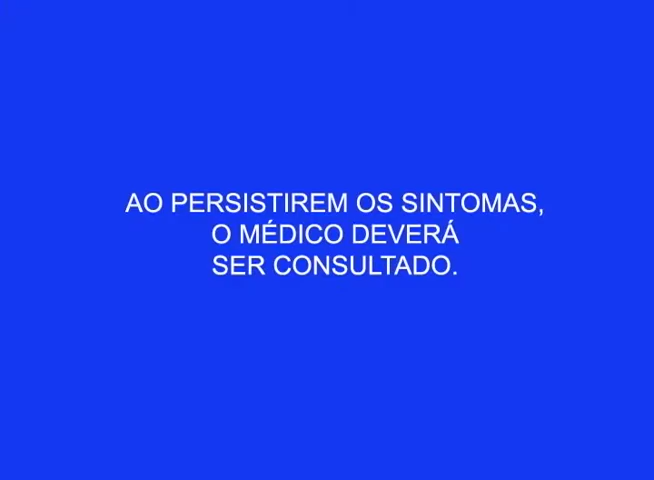 AO PERSISTIREM OS SINTOMAS,
O MÉDICO DEVERÁ
SER CONSULTADO.